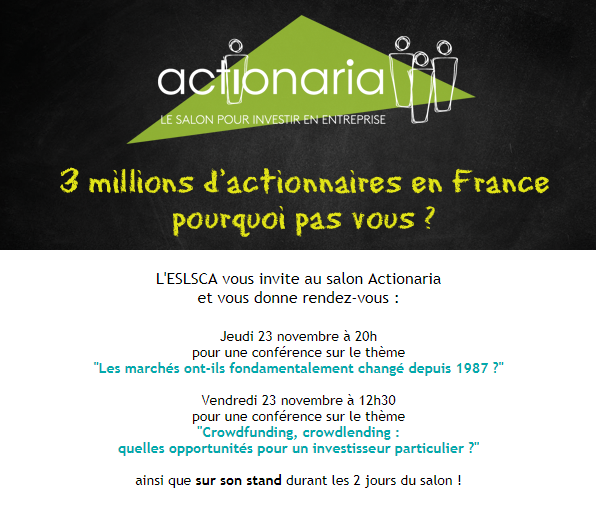 actionaria
LE SALON POUR INVESTIR EN ENTREPRISE
3 millions d'actionnaires en France
pourquoi pas vous ?
L'ESLSCA vous invite au salon Actionaria
et vous donne rendez-vous :
Jeudi 23 novembre à 20h
pour une conférence sur le thème
"Les marchés ont-ils fondamentalement changé depuis 1987 ?"
Vendredi 23 novembre à 12h30
pour une conférence sur le thème
"Crowdfunding, crowdlending :
quelles opportunités pour un investisseur particulier ?"
ainsi que sur son stand durant les 2 jours du salon !